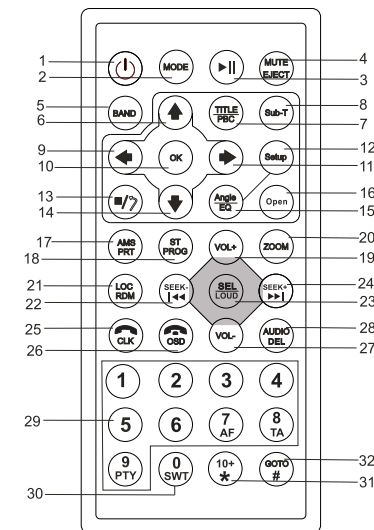 1
2
MODE
3
4
MUTE
EJECT
5
BAND
6
TITLE
PBC
7
Sub-T
8
9
10
OK
11
Setup
12
13
14
Angle
EQ
15
Open
16
17
AMS
PRT
18
ST
PROG
VOL+
19
ZOOM
20
21
LOC
RDM
22
SEEK-
SEL
LOUD
23
SEEK+
24
25
CLK
26
OSD
VOL-
27
AUDIO
DEL
28
29
1
2
3
4
5
6
7
AF
8
TA
9
PTY
0
SWT
30
10+
*
31
GOTO
#
32